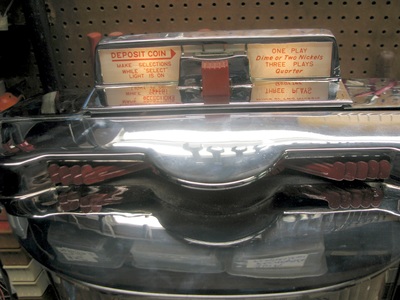 DEPOSIT COIN
MAKE SELECTIONS
WHILE "SELECT"
LIGHT IS ON
ONE PLAY
Dime or Two Nickels
THREE PLAYS
Quarter